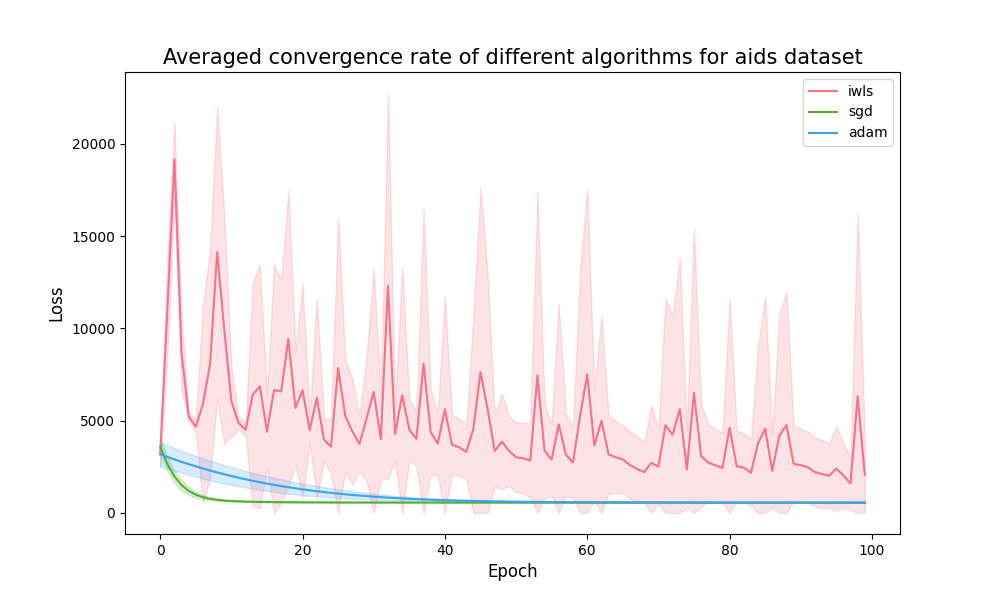 Averaged convergence rate of different algorithms for aids dataset
iwls
sgd
adam
20000
15000
10000
5000
0
Loss
0 20 40 60 80 100
Epoch